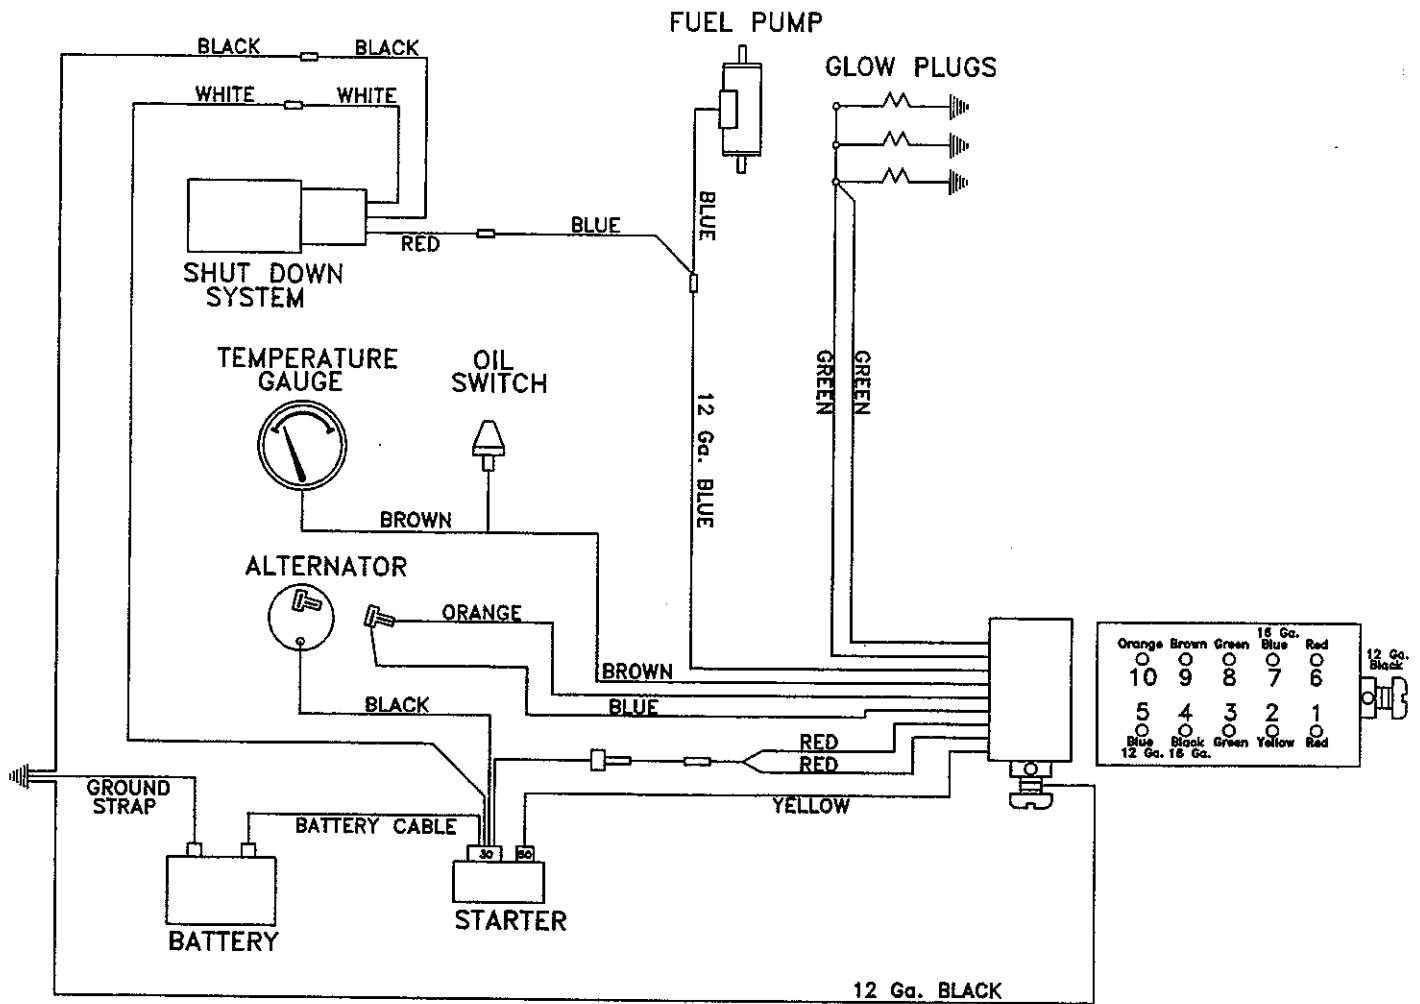 FUEL PUMP
BLACK
BLACK
GLOW PLUGS
WHITE
WHITE
BLUE
BLUE
RED
SHUT DOWN
SYSTEM
TEMPERATURE
GAUGE
OIL
SWITCH
GREEN
GREEN
12 Ga. BLUE
BROWN
ALTERNATOR
ORANGE
BROWN
BLUE
BLACK
RED
RED
YELLOW
16 Ga.
Orange Brown Green Blue Red
10 9 8 7 6
5 4 3 2 1
Blue Black Green Yellow Red
12 Ga. 16 Ga.
12 Ga.
Black
GROUND
STRAP
BATTERY CABLE
30
50
STARTER
BATTERY
12 Ga. BLACK